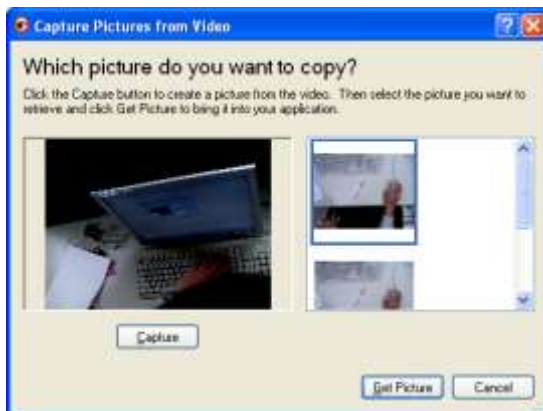 Capture Pictures from Video
Which picture do you want to copy?
Click the Capture button to create a picture from the video. Then select the picture you want to
retrieve and click Get Picture to bring it into your application.
Capture
Get Picture
Cancel